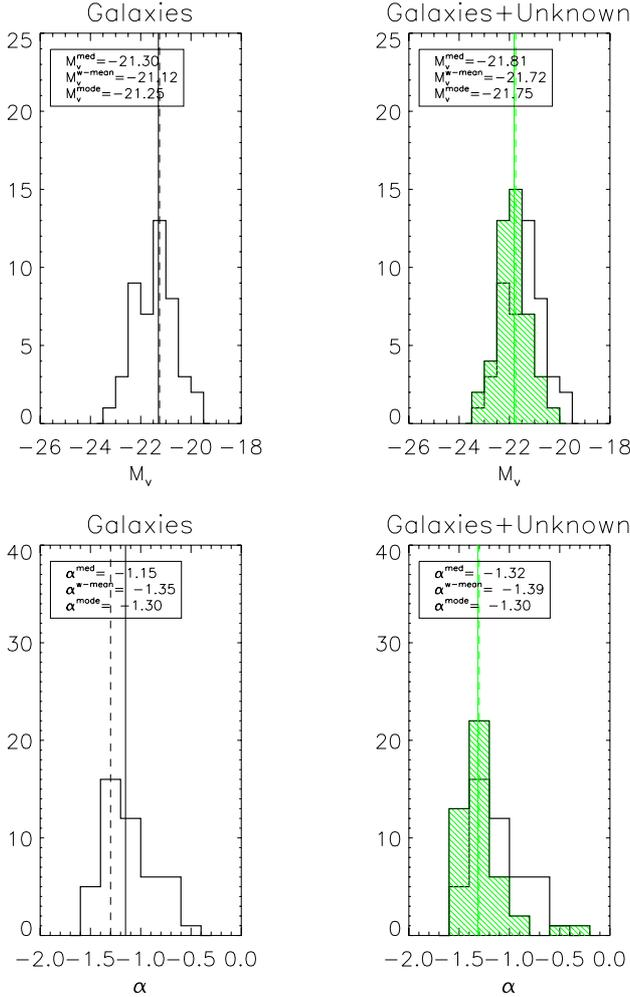 Galaxies
Galaxies+Unknown
25
20
15
10
5
0
M_v^med=−21.30
M_v^w−mean=−21.12
M_v^mode=−21.25
−26 −24 −22 −20 −18
M_v
25
20
15
10
5
0
M_v^med=−21.81
M_v^w−mean=−21.72
M_v^mode=−21.75
−26 −24 −22 −20 −18
M_v
Galaxies
Galaxies+Unknown
40
30
20
10
0
α^med= −1.15
α^w−mean= −1.35
α^mode= −1.30
−2.0 −1.5 −1.0 −0.5 0.0
α
40
30
20
10
0
α^med= −1.32
α^w−mean= −1.39
α^mode= −1.30
−2.0 −1.5 −1.0 −0.5 0.0
α